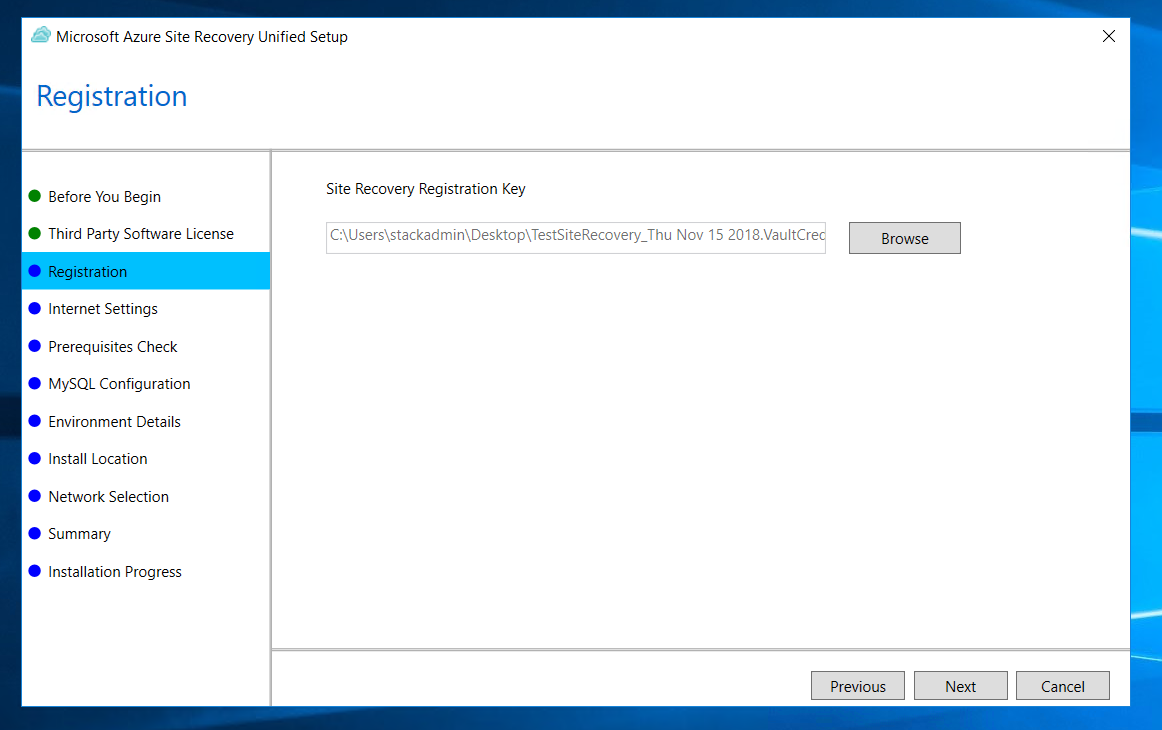 Microsoft Azure Site Recovery Unified Setup
Registration
Before You Begin
Third Party Software License
Registration
Internet Settings
Prerequisites Check
MySQL Configuration
Environment Details
Install Location
Network Selection
Summary
Installation Progress
Site Recovery Registration Key
C:\Users\stackadmin\Desktop\TestSiteRecovery_Thu Nov 15 2018.VaultCred
Browse
Previous
Next
Cancel